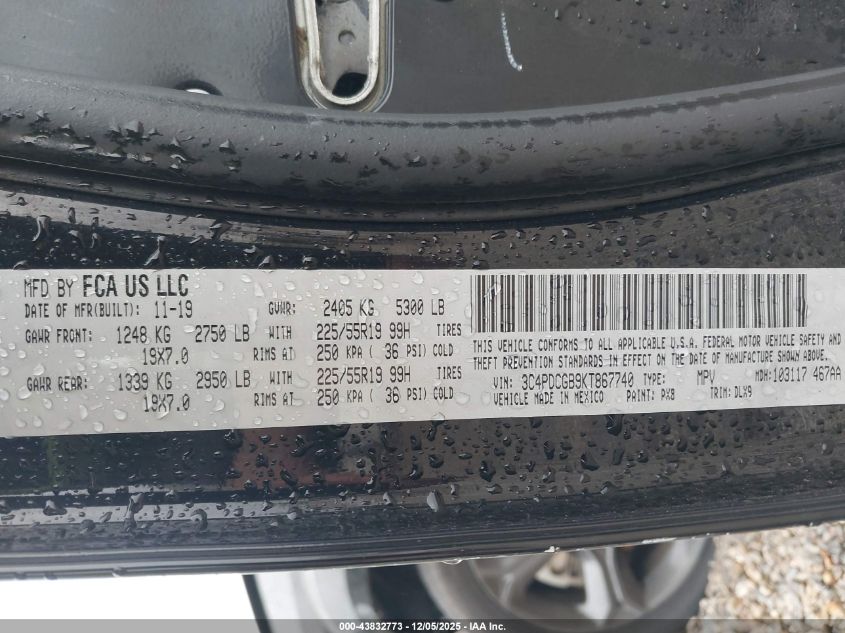 MFD BY FCA US LLC
DATE OF MFR(BUILT): 11-19 GVWR: 2405 KG 5300 LB
GAWR FRONT: 1248 KG 2750 LB WITH 225/55R19 99H TIRES
19X7.0 RIMS AT 250 KPA ( 36 PSI) COLD
GAWR REAR: 1339 KG 2950 LB WITH 225/55R19 99H TIRES
19X7.0 RIMS AT 250 KPA ( 36 PSI) COLD
THIS VEHICLE CONFORMS TO ALL APPLICABLE U.S.A. FEDERAL MOTOR VEHICLE SAFETY AND
THEFT PREVENTION STANDARDS IN EFFECT ON THE DATE OF MANUFACTURE SHOWN ABOVE.
VIN: 3C4PDCGB9KT867740 TYPE: MPV MDH: 103117 467AA
VEHICLE MADE IN MEXICO PAINT: PX8 TRIM: DLX9
000-43832773 - 12/05/2025 - IAA Inc.